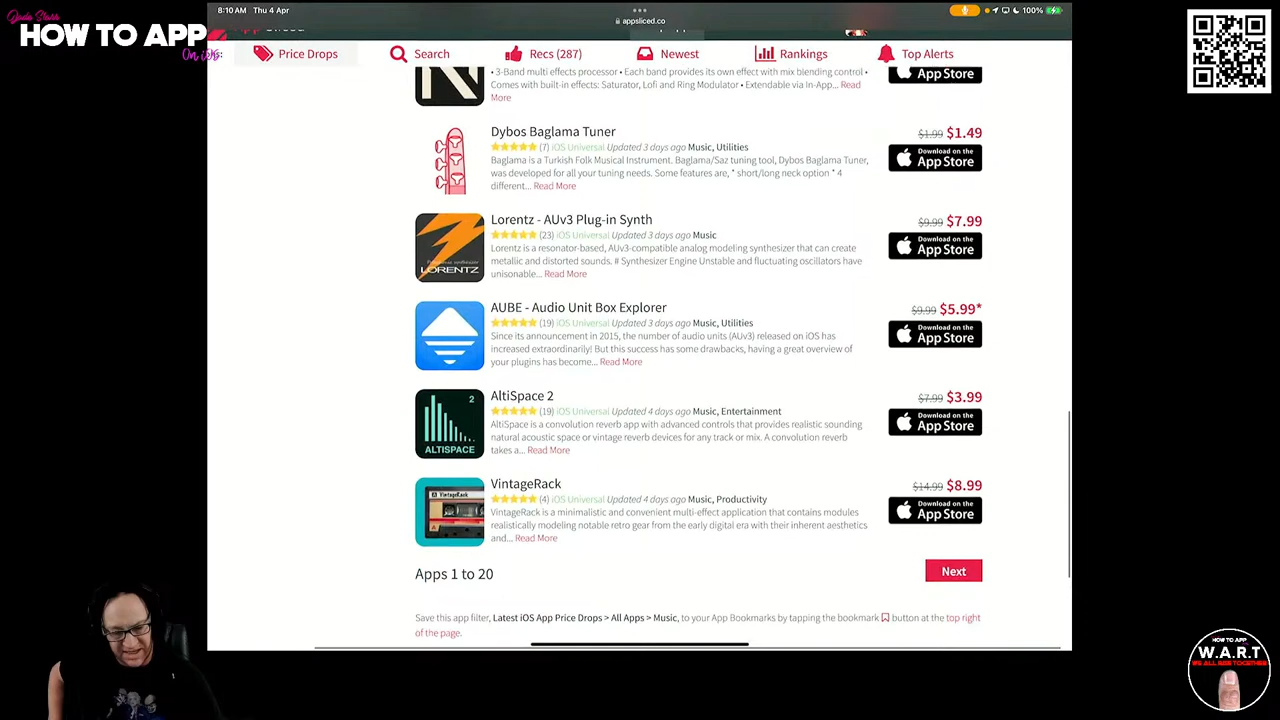 8:10 AM Thu 4 Apr
appsliced.co
100%
Jade Starr
HOW TO APP
On iOS
Price Drops
Search
Recs (287)
Newest
Rankings
Top Alerts
• 3-Band multi effects processor • Each band provides its own effect with mix blending control •
Comes with built-in effects: Saturator, Lofi and Ring Modulator • Extendable via In-App... Read
More
App Store
Dybos Baglama Tuner
$1.99 $1.49
(7) iOS Universal Updated 3 days ago Music, Utilities
Baglama is a Turkish Folk Musical Instrument. Baglama/Saz tuning tool, Dybos Baglama Tuner,
was developed for all your tuning needs. Some features are, * short/long neck option * 4
different... Read More
Download on the
App Store
Lorentz - AUv3 Plug-in Synth
$9.99 $7.99
(23) iOS Universal Updated 3 days ago Music
Lorentz is a resonator-based, AUv3-compatible analog modeling synthesizer that can create
metallic and distorted sounds. # Synthesizer Engine Unstable and fluctuating oscillators have
unisonable... Read More
LORENTZ
Download on the
App Store
AUBE - Audio Unit Box Explorer
$9.99 $5.99*
(19) iOS Universal Updated 3 days ago Music, Utilities
Since its announcement in 2015, the number of audio units (AUv3) released on iOS has
increased extraordinarily! But this success has some drawbacks, having a great overview of
your plugins has become... Read More
Download on the
App Store
AltiSpace 2
$7.99 $3.99
(19) iOS Universal Updated 4 days ago Music, Entertainment
AltiSpace is a convolution reverb app with advanced controls that provides realistic sounding
natural acoustic space or vintage reverb devices for any track or mix. A convolution reverb
takes a... Read More
2
ALTISPACE
Download on the
App Store
VintageRack
$14.99 $8.99
(4) iOS Universal Updated 4 days ago Music, Productivity
VintageRack is a minimalistic and convenient multi-effect application that contains modules
realistically modeling notable retro gear from the early digital era with their inherent aesthetics
and... Read More
A VintageRack
Download on the
App Store
Apps 1 to 20
Next
Save this app filter, Latest iOS App Price Drops > All Apps > Music, to your App Bookmarks by tapping the bookmark button at the top right
of the page.
HOW TO APP
W.A.R.T
WE ALL RISE TOGETHER